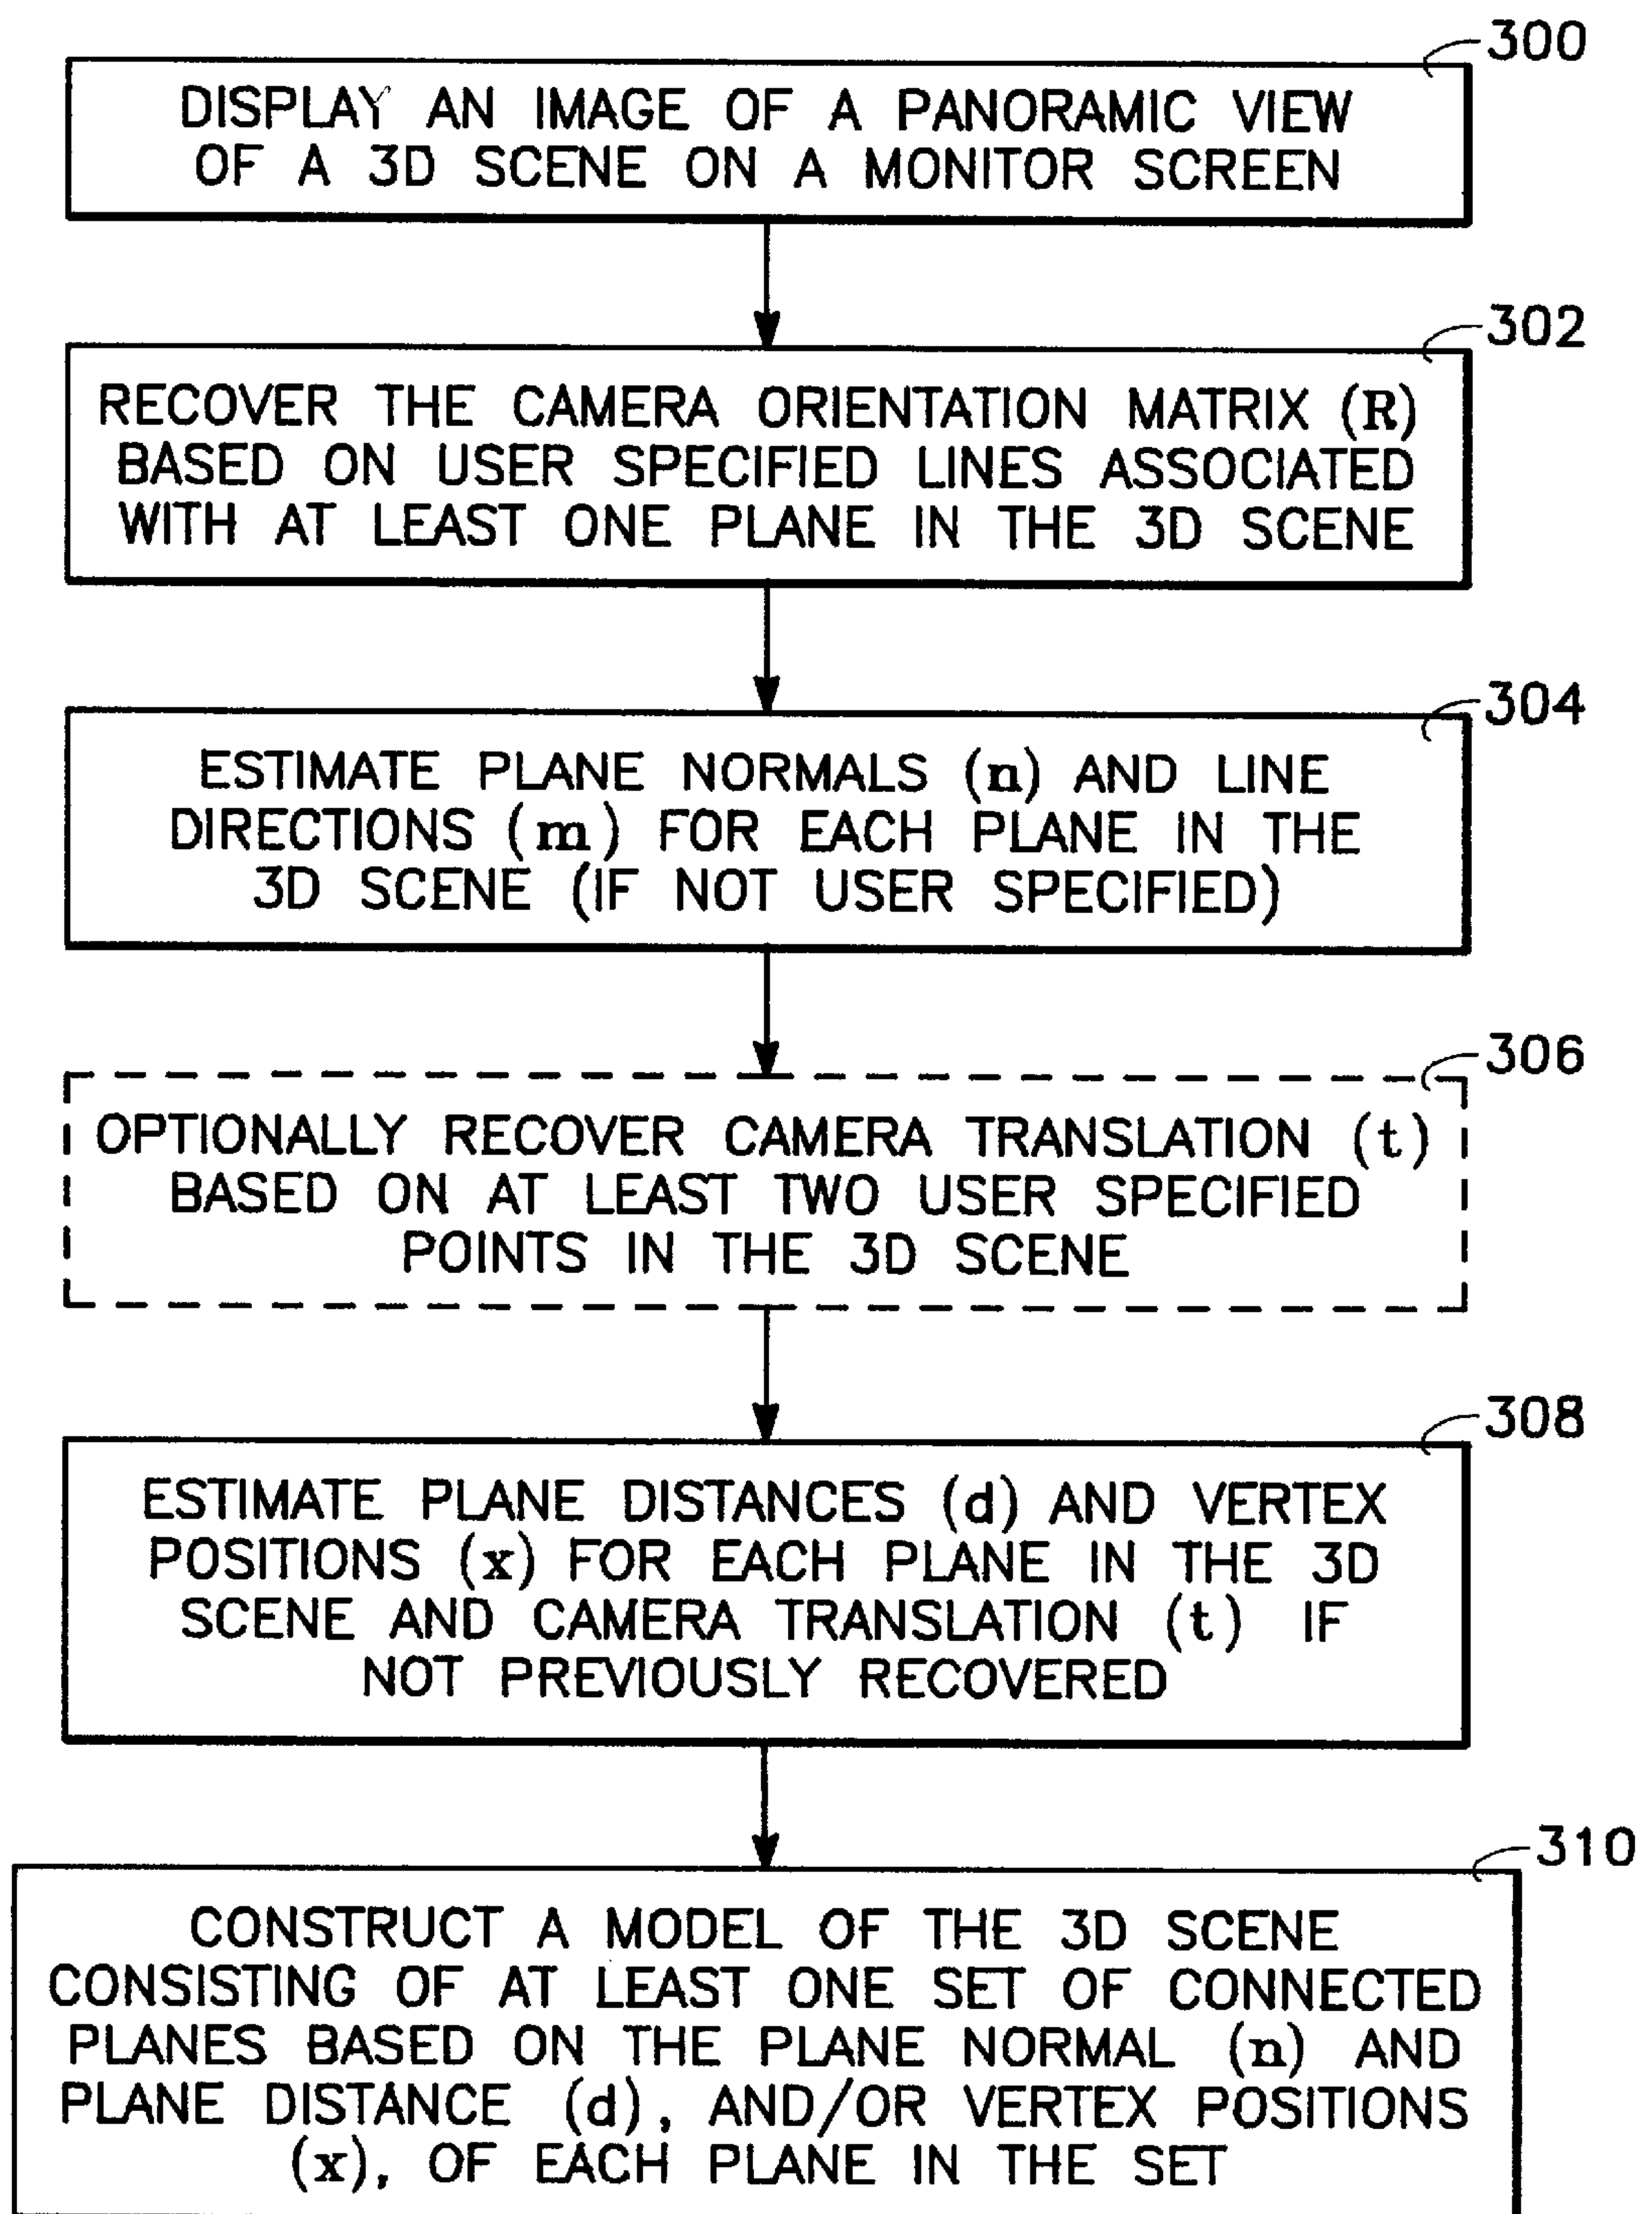 300
DISPLAY AN IMAGE OF A PANORAMIC VIEW
OF A 3D SCENE ON A MONITOR SCREEN
302
RECOVER THE CAMERA ORIENTATION MATRIX (R)
BASED ON USER SPECIFIED LINES ASSOCIATED
WITH AT LEAST ONE PLANE IN THE 3D SCENE
304
ESTIMATE PLANE NORMALS (n) AND LINE
DIRECTIONS (m) FOR EACH PLANE IN THE
3D SCENE (IF NOT USER SPECIFIED)
306
OPTIONALLY RECOVER CAMERA TRANSLATION (t)
BASED ON AT LEAST TWO USER SPECIFIED
POINTS IN THE 3D SCENE
308
ESTIMATE PLANE DISTANCES (d) AND VERTEX
POSITIONS (x) FOR EACH PLANE IN THE 3D
SCENE AND CAMERA TRANSLATION (t) IF
NOT PREVIOUSLY RECOVERED
310
CONSTRUCT A MODEL OF THE 3D SCENE
CONSISTING OF AT LEAST ONE SET OF CONNECTED
PLANES BASED ON THE PLANE NORMAL (n) AND
PLANE DISTANCE (d), AND/OR VERTEX POSITIONS
(x), OF EACH PLANE IN THE SET